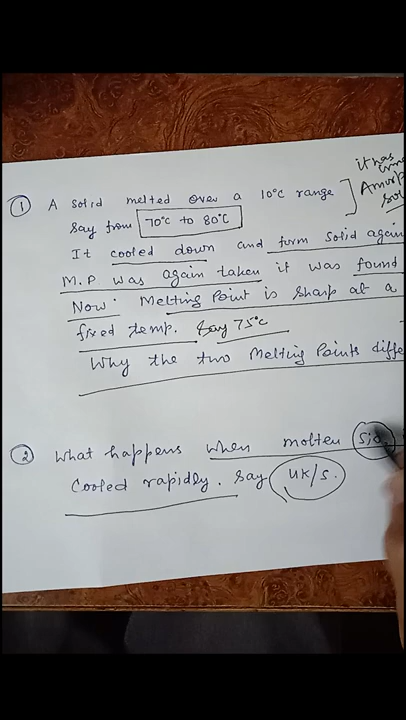 ① A solid melted over a 10°C range
Say from 70°C to 80°C
it has
Amorp
It cooled down and form solid again
M.P was again taken it was found
Now: Melting Point is sharp at a
fixed temp. Say 75°C
Why the two Melting Points diffe
② What happens when molten
Cooled rapidly. Say 4K/s.